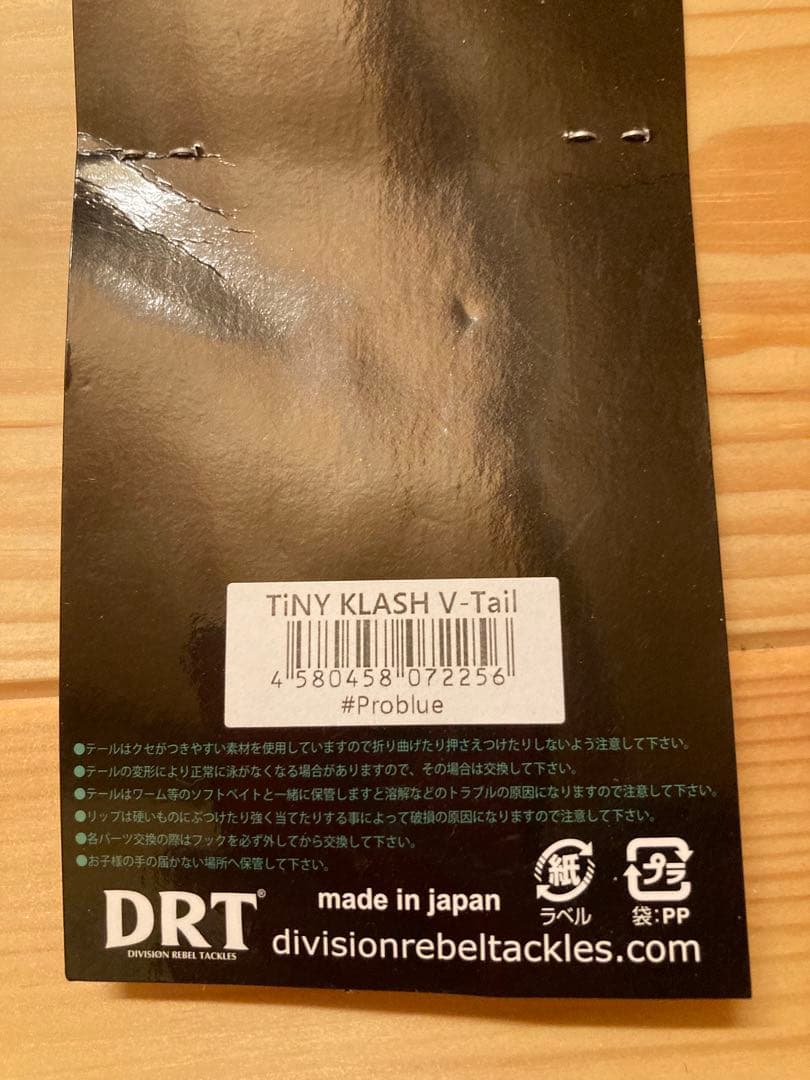 TiNY KLASH V-Tail
4 580458 072256
#Problue
●テールはクセがつきやすい素材を使用していますので折り曲げたり押さえつけたりしないよう注意して下さい。
●テールの変形により正常に泳がなくなる場合がありますので、その場合は交換して下さい。
●テールはワーム等のソフトベイトと一緒に保管しますと溶解などのトラブルの原因になりますので注意して下さい。
●リップは硬いものにぶつけたり強く当てたりする事によって破損の原因になりますので注意して下さい。
●各パーツ交換の際はフックを必ず外してから交換して下さい。
●お子様の手の届かない場所へ保管して下さい。
紙
ラベル
プラ
袋:PP
DRT®
DIVISION REBEL TACKLES
made in japan
divisionrebeltackles.com